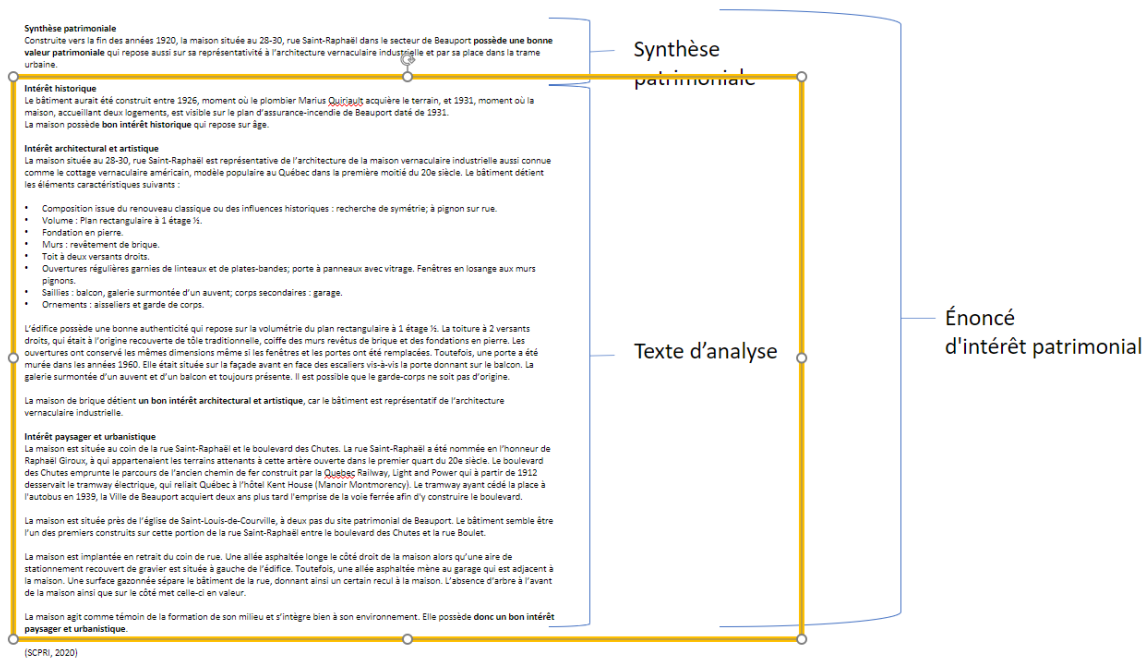 Synthèse patrimoniale
Construite vers la fin des années 1920, la maison située au 28-30, rue Saint-Raphaël dans le secteur de Beauport possède une bonne
valeur patrimoniale qui repose aussi sur sa représentativité à l'architecture vernaculaire industrielle et par sa place dans la trame
urbaine.
Intérêt historique
Le bâtiment aurait été construit entre 1926, moment où le plombier Marius Quiriault acquière le terrain, et 1931, moment où la
maison, accueillant deux logements, est visible sur le plan d'assurance-incendie de Beauport daté de 1931.
La maison possède bon intérêt historique qui repose sur âge.
Intérêt architectural et artistique
La maison située au 28-30, rue Saint-Raphaël est représentative de l'architecture de la maison vernaculaire industrielle aussi connue
comme le cottage vernaculaire américain, modèle populaire au Québec dans la première moitié du 20e siècle. Le bâtiment détient
les éléments caractéristiques suivants :
• Composition issue du renouveau classique ou des influences historiques : recherche de symétrie; à pignon sur rue.
• Volume : Plan rectangulaire à 1 étage ½.
• Fondation en pierre.
• Murs : revêtement de brique.
• Toit à deux versants droits.
• Ouvertures régulières garnies de linteaux et de plates-bandes; porte à panneaux avec vitrage. Fenêtres en losange aux murs
pignons.
• Saillies : balcon, galerie surmontée d'un auvent; corps secondaires : garage.
• Ornements : aisseliers et garde de corps.
L'édifice possède une bonne authenticité qui repose sur la volumétrie du plan rectangulaire à 1 étage ½. La toiture à 2 versants
droits, qui était à l'origine recouverte de tôle traditionnelle, coiffe des murs revêtus de brique et des fondations en pierre. Les
ouvertures ont conservé les mêmes dimensions même si les fenêtres et les portes ont été remplacées. Toutefois, une porte a été
murée dans les années 1960. Elle était située sur la façade avant en face des escaliers vis-à-vis la porte donnant sur le balcon. La
galerie surmontée d'un auvent et d'un balcon et toujours présente. Il est possible que le garde-corps ne soit pas d'origine.
La maison de brique détient un bon intérêt architectural et artistique, car le bâtiment est représentatif de l'architecture
vernaculaire industrielle.
Intérêt paysager et urbanistique
La maison est située au coin de la rue Saint-Raphaël et le boulevard des Chutes. La rue Saint-Raphaël a été nommée en l'honneur de
Raphaël Giroux, à qui appartenaient les terrains attenants à cette artère ouverte dans le premier quart du 20e siècle. Le boulevard
des Chutes emprunte le parcours de l'ancien chemin de fer construit par la Quebec Railway, Light and Power qui à partir de 1912
desservait le tramway électrique, qui reliait Québec à l'hôtel Kent House (Manoir Montmorency). Le tramway ayant cédé la place à
l'autobus en 1939, la Ville de Beauport acquiert deux ans plus tard l'emprise de la voie ferrée afin d'y construire le boulevard.
La maison est située près de l'église de Saint-Louis-de-Courville, à deux pas du site patrimonial de Beauport. Le bâtiment semble être
l'un des premiers construits sur cette portion de la rue Saint-Raphaël entre le boulevard des Chutes et la rue Boulet.
La maison est implantée en retrait du coin de rue. Une allée asphaltée longe le côté droit de la maison alors qu'une aire de
stationnement recouvert de gravier est située à gauche de l'édifice. Toutefois, une allée asphaltée mène au garage qui est adjacent à
la maison. Une surface gazonnée sépare le bâtiment de la rue, donnant ainsi un certain recul à la maison. L'absence d'arbre à l'avant
de la maison ainsi que sur le côté met celle-ci en valeur.
La maison agit comme témoin de la formation de son milieu et s'intègre bien à son environnement. Elle possède donc un bon intérêt
paysager et urbanistique.
(SCPRI, 2020)
Synthèse
patrimoniale
Texte d'analyse
Énoncé
d'intérêt patrimonial